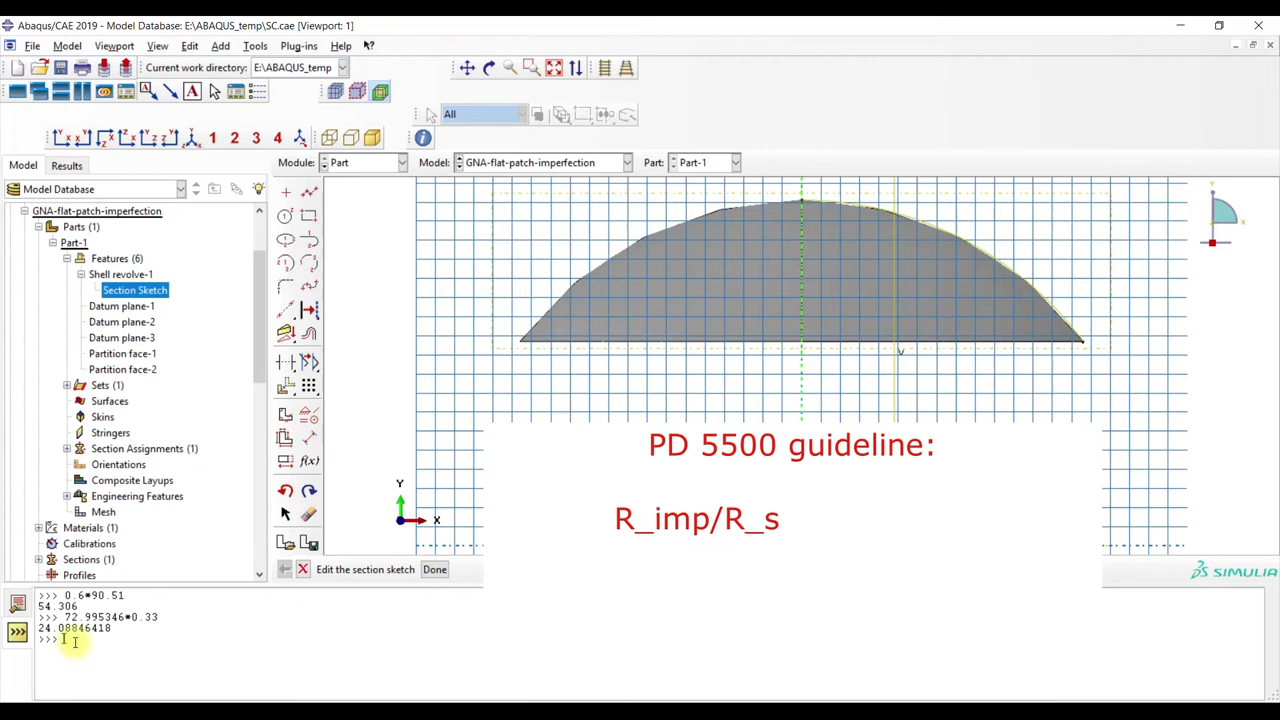 Abaqus/CAE 2019 - Model Database: E:\ABAQUS_temp\SC.cae [Viewport: 1]
File Model Viewport View Edit Add Tools Plug-ins Help
Current work directory: E:\ABAQUS_temp
All
1 2 3 4
Model Results
Module: Part Model: GNA-flat-patch-imperfection Part: Part-1
Model Database
GNA-flat-patch-imperfection
Parts (1)
Part-1
Features (6)
Shell revolve-1
Section Sketch
Datum plane-1
Datum plane-2
Datum plane-3
Partition face-1
Partition face-2
Sets (1)
Surfaces
Skins
Stringers
Section Assignments (1)
Orientations
Composite Layups
Engineering Features
Mesh
Materials (1)
Calibrations
Sections (1)
Profiles
f(x)
V
Y
X
Y
X
PD 5500 guideline:
R_imp/R_s
Edit the section sketch Done
SIMULIA
>>> 0.6*90.51
54.306
>>> 72.995346*0.33
24.08846418
>>>